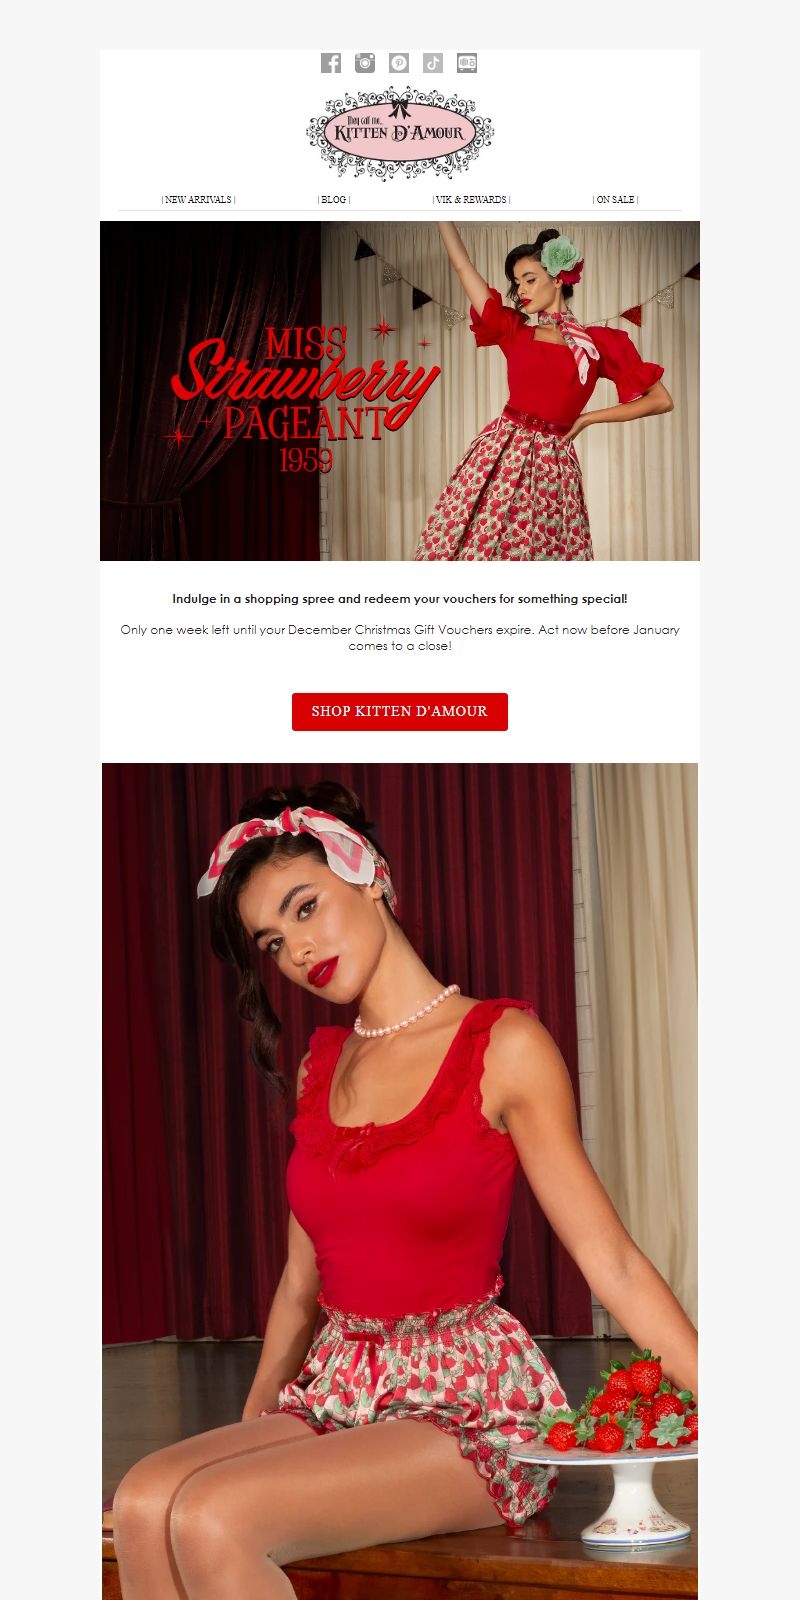 They call me...
KITTEN D'AMOUR
| NEW ARRIVALS |
| BLOG |
| VIK & REWARDS |
| ON SALE |
MISS
Strawberry
PAGEANT
1959
Indulge in a shopping spree and redeem your vouchers for something special!
Only one week left until your December Christmas Gift Vouchers expire. Act now before January
comes to a close!
SHOP KITTEN D'AMOUR